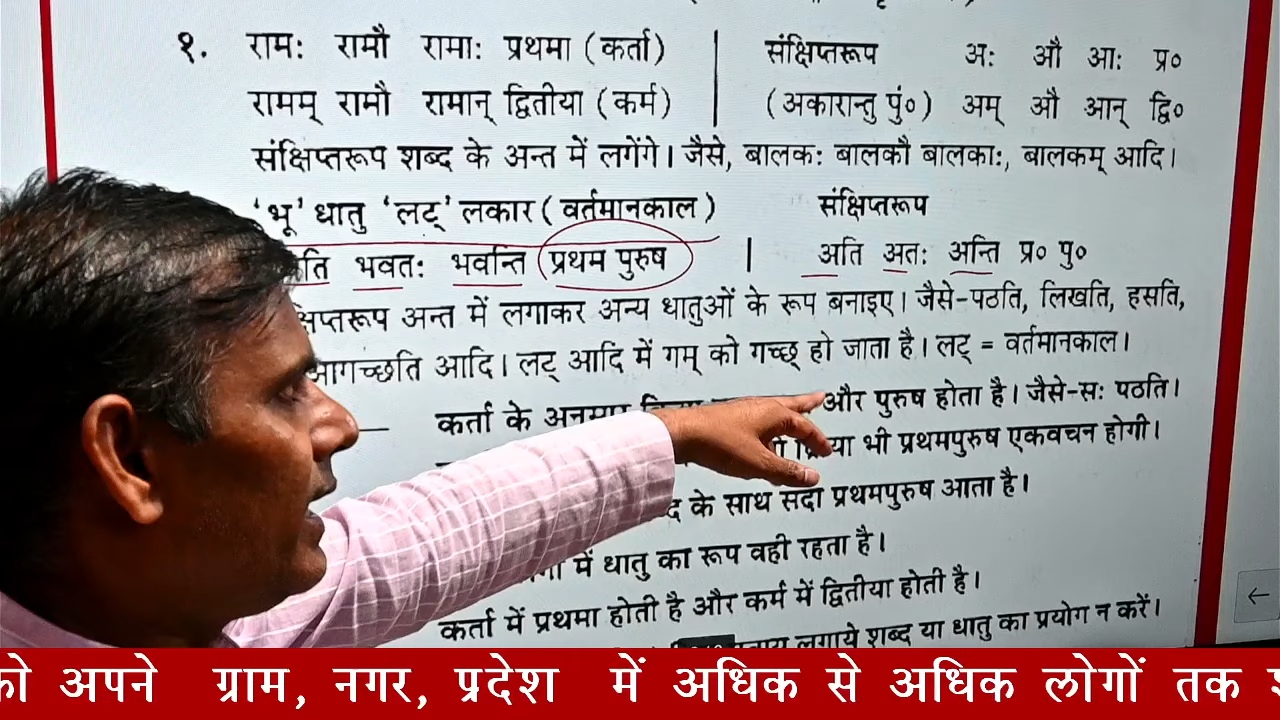 १. रामः रामौ रामाः प्रथमा (कर्ता) | संक्षिप्तरूप अः औ आः प्र०
रामम् रामौ रामान् द्वितीया (कर्म) | (अकारान्त पुं०) अम् औ आन् द्वि०
संक्षिप्तरूप शब्द के अन्त में लगेंगे। जैसे, बालकः बालकौ बालकाः, बालकम् आदि।
'भू' धातु 'लट्' लकार (वर्तमानकाल) संक्षिप्तरूप
भवतः भवन्ति प्रथम पुरुष | अति अतः अन्ति प्र० पु०
अन्त में लगाकर अन्य धातुओं के रूप बनाइए। जैसे-पठति, लिखति, हसति,
आगच्छति आदि। लट् आदि में गम् को गच्छ् हो जाता है। लट् = वर्तमानकाल।
कर्ता के अनुसार और पुरुष होता है। जैसे-सः पठति।
भी प्रथमपुरुष एकवचन होगी।
के साथ सदा प्रथमपुरुष आता है।
में धातु का रूप वही रहता है।
कर्ता में प्रथमा होती है और कर्म में द्वितीया होती है।
लगाये शब्द या धातु का प्रयोग न करें।
को अपने ग्राम, नगर, प्रदेश में अधिक से अधिक लोगों तक